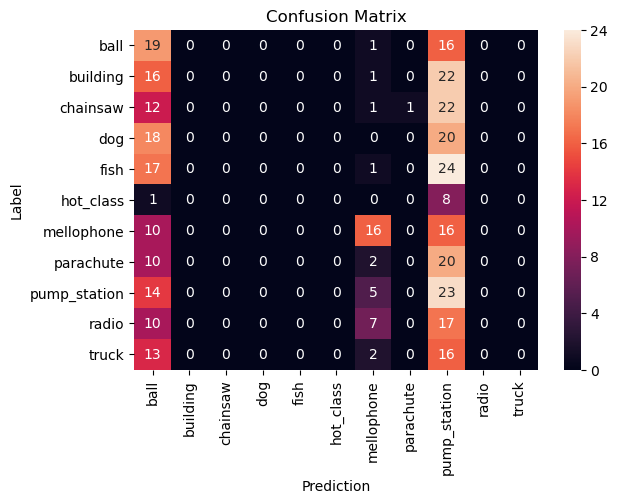 Confusion Matrix
ball 19 0 0 0 0 0 1 0 16 0 0
building 16 0 0 0 0 0 1 0 22 0 0
chainsaw 12 0 0 0 0 0 1 1 22 0 0
dog 18 0 0 0 0 0 0 0 20 0 0
fish 17 0 0 0 0 0 1 0 24 0 0
hot_class 1 0 0 0 0 0 0 0 8 0 0
mellophone 10 0 0 0 0 0 16 0 16 0 0
parachute 10 0 0 0 0 0 2 0 20 0 0
pump_station 14 0 0 0 0 0 5 0 23 0 0
radio 10 0 0 0 0 0 7 0 17 0 0
truck 13 0 0 0 0 0 2 0 16 0 0
Label
ball building chainsaw dog fish hot_class mellophone parachute pump_station radio truck
Prediction
24
20
16
12
8
4
0